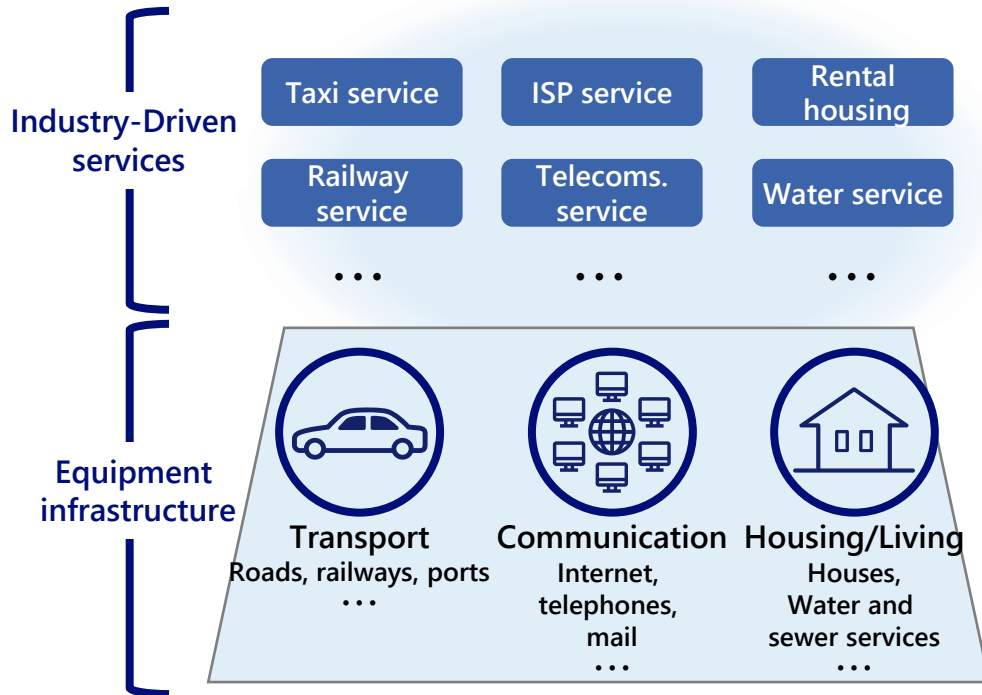 Industry-Driven
services
Taxi service
ISP service
Rental
housing
Railway
service
Telecoms.
service
Water service
...
...
...
Equipment
infrastructure
Transport
Roads, railways, ports
...
Communication
Internet,
telephones,
mail
...
Housing/Living
Houses,
Water and
sewer services
...